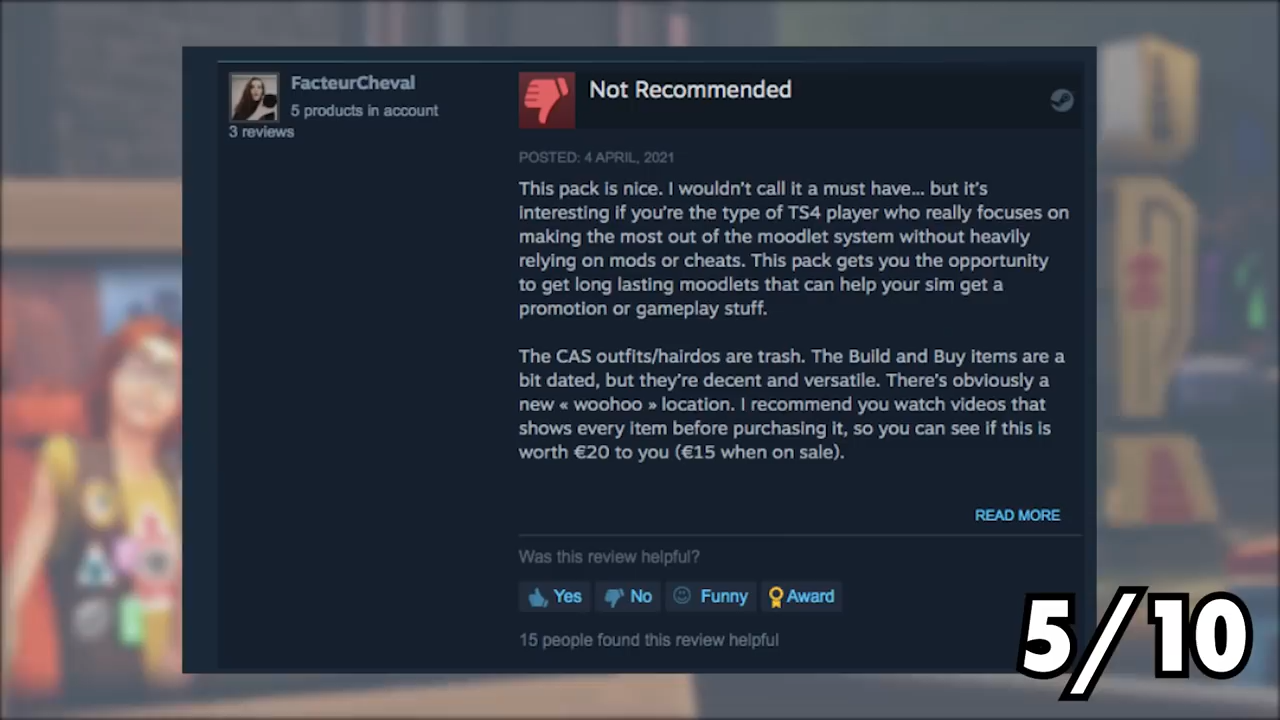 FacteurCheval
5 products in account
3 reviews
Not Recommended
POSTED: 4 APRIL, 2021
This pack is nice. I wouldn't call it a must have... but it's
interesting if you're the type of TS4 player who really focuses on
making the most out of the moodlet system without heavily
relying on mods or cheats. This pack gets you the opportunity
to get long lasting moodlets that can help your sim get a
promotion or gameplay stuff.
The CAS outfits/hairdos are trash. The Build and Buy items are a
bit dated, but they're decent and versatile. There's obviously a
new « woohoo » location. I recommend you watch videos that
shows every item before purchasing it, so you can see if this is
worth €20 to you (€15 when on sale).
READ MORE
Was this review helpful?
Yes No Funny Award
15 people found this review helpful
5/10